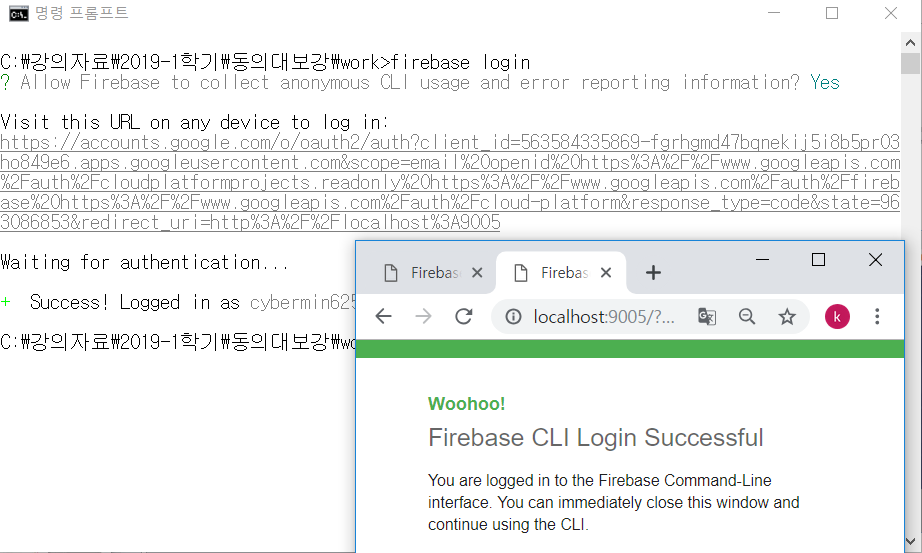 명령 프롬프트
C:\강의자료\2019-1학기\동의대보강\work>firebase login
? Allow Firebase to collect anonymous CLI usage and error reporting information? Yes
Visit this URL on any device to log in:
https://accounts.google.com/o/oauth2/auth?client_id=563584335869-fgrhgmd47bqnekij5i8b5pr03
ho849e6.apps.googleusercontent.com&scope=email%20openid%20https%3A%2F%2Fwww.googleapis.com
%2Fauth%2Fcloudplatformprojects.readonly%20https%3A%2F%2Fwww.googleapis.com%2Fauth%2Ffireb
ase%20https%3A%2F%2Fwww.googleapis.com%2Fauth%2Fcloud-platform&response_type=code&state=96
3086853&redirect_uri=http%3A%2F%2Flocalhost%3A9005
Waiting for authentication...
+ Success! Logged in as cybermin625
C:\강의자료\2019-1학기\동의대보강\wo
Firebas
Firebas
localhost:9005/?...
k
Woohoo!
Firebase CLI Login Successful
You are logged in to the Firebase Command-Line
interface. You can immediately close this window and
continue using the CLI.